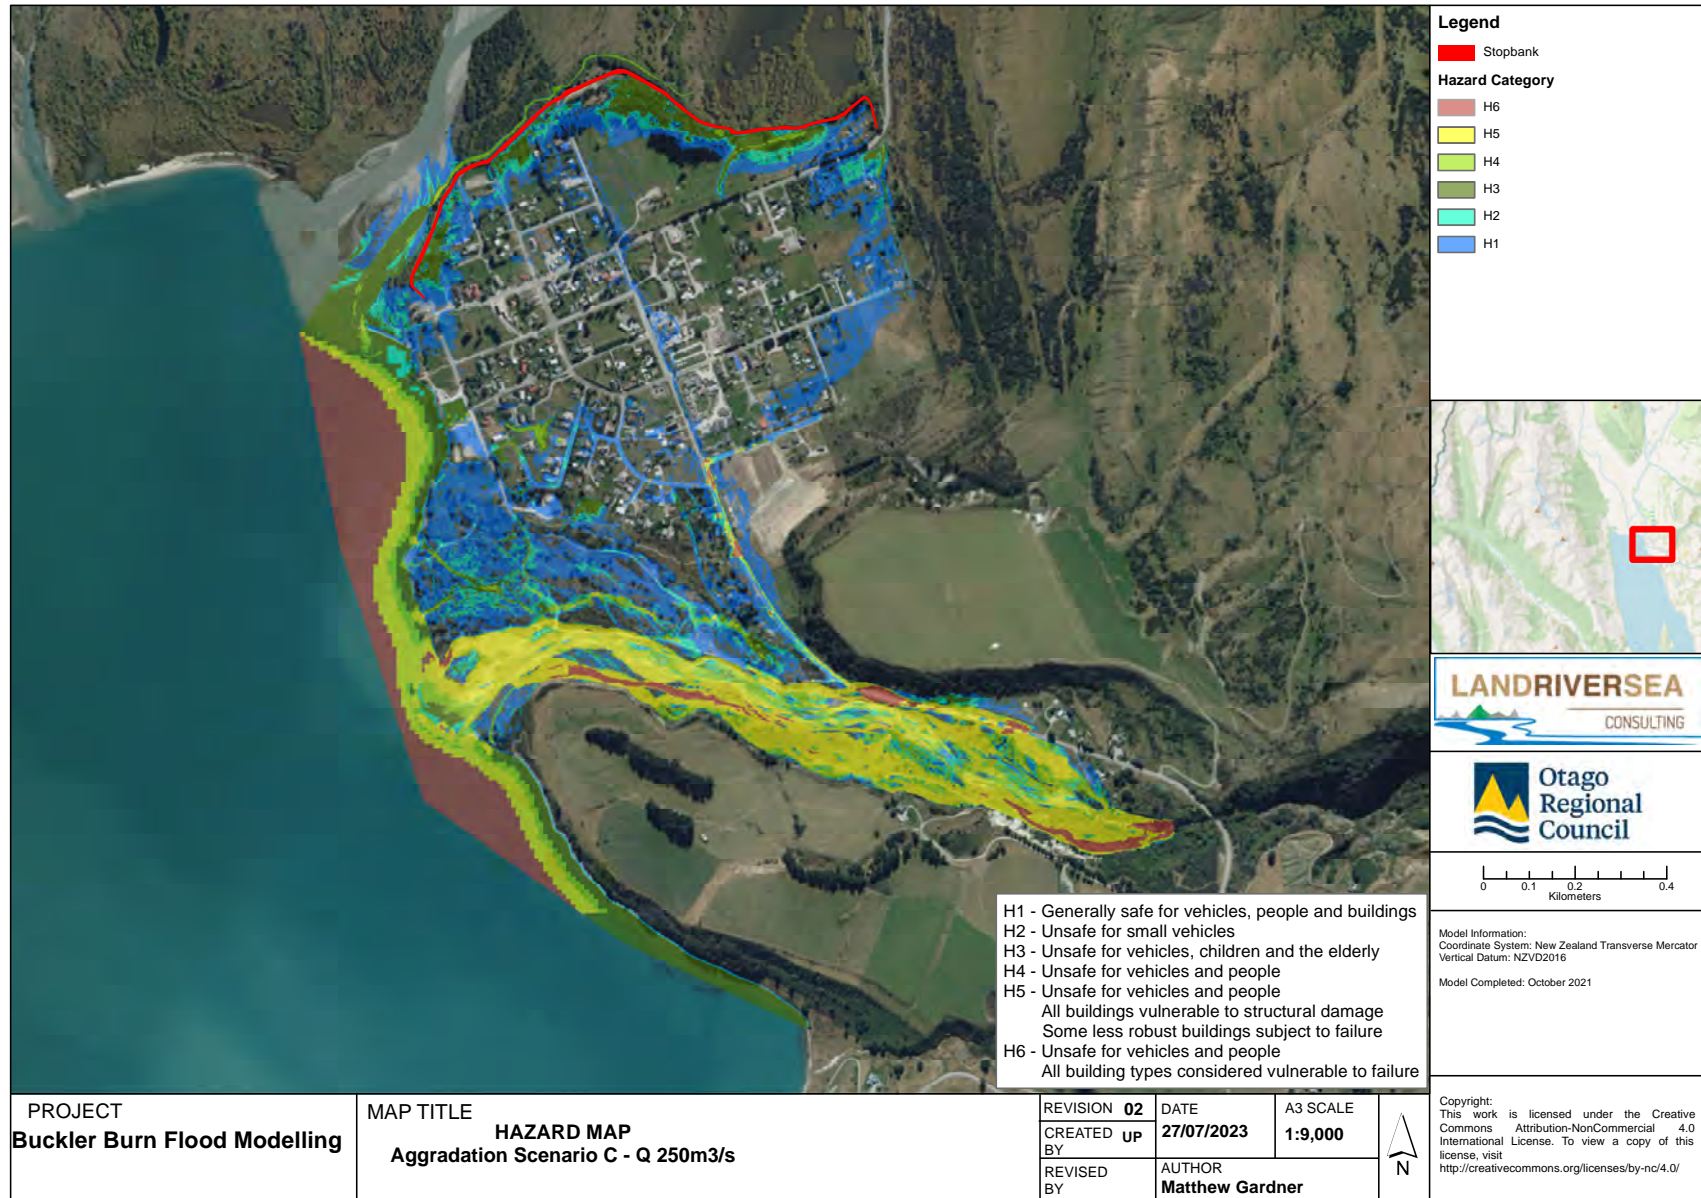 Legend
Stopbank
Hazard Category
H6
H5
H4
H3
H2
H1
LANDRIVERSEA
CONSULTING
Otago
Regional
Council
0 0.1 0.2 0.4
Kilometers
Model Information:
Coordinate System: New Zealand Transverse Mercator
Vertical Datum: NZVD2016
Model Completed: October 2021
Copyright:
This work is licensed under the Creative
Commons Attribution-NonCommercial 4.0
International License. To view a copy of this
license, visit
http://creativecommons.org/licenses/by-nc/4.0/
H1 - Generally safe for vehicles, people and buildings
H2 - Unsafe for small vehicles
H3 - Unsafe for vehicles, children and the elderly
H4 - Unsafe for vehicles and people
H5 - Unsafe for vehicles and people
All buildings vulnerable to structural damage
Some less robust buildings subject to failure
H6 - Unsafe for vehicles and people
All building types considered vulnerable to failure
PROJECT
Buckler Burn Flood Modelling
MAP TITLE
HAZARD MAP
Aggradation Scenario C - Q 250m3/s
REVISION 02
CREATED BY UP
REVISED BY
DATE
27/07/2023
A3 SCALE
1:9,000
AUTHOR
Matthew Gardner
N